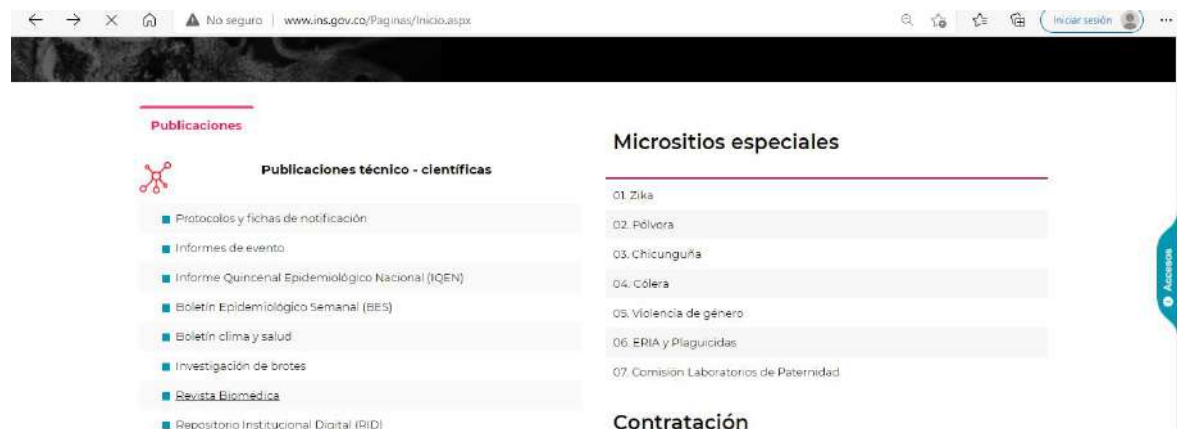 No seguro | www.ins.gov.co/Paginas/Inicio.aspx
Iniciar sesión
Publicaciones
Publicaciones técnico - científicas
Protocolos y fichas de notificación
Informes de evento
Informe Quincenal Epidemiológico Nacional (IQEN)
Boletín Epidemiológico Semanal (BES)
Boletín clima y salud
Investigación de brotes
Revista Biomédica
Repositorio Institucional Digital (RID)
Micrositios especiales
01. Zika
02. Pólvora
03. Chicunguña
04. Cólera
05. Violencia de género
06. ERIA y Plaguicidas
07. Comisión Laboratorios de Paternidad
Contratación
Accesos